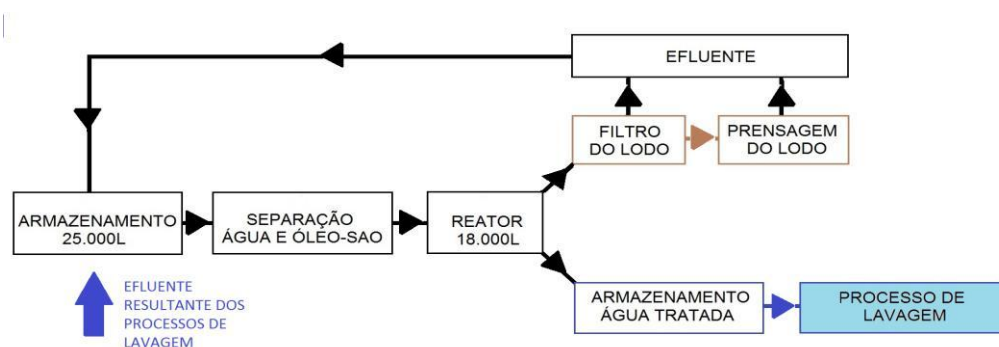 EFLUENTE
FILTRO
DO LODO
PRENSAGEM
DO LODO
ARMAZENAMENTO
25.000L
SEPARAÇÃO
ÁGUA E ÓLEO-SAO
REATOR
18.000L
EFLUENTE
RESULTANTE DOS
PROCESSOS DE
LAVAGEM
ARMAZENAMENTO
ÁGUA TRATADA
PROCESSO DE
LAVAGEM